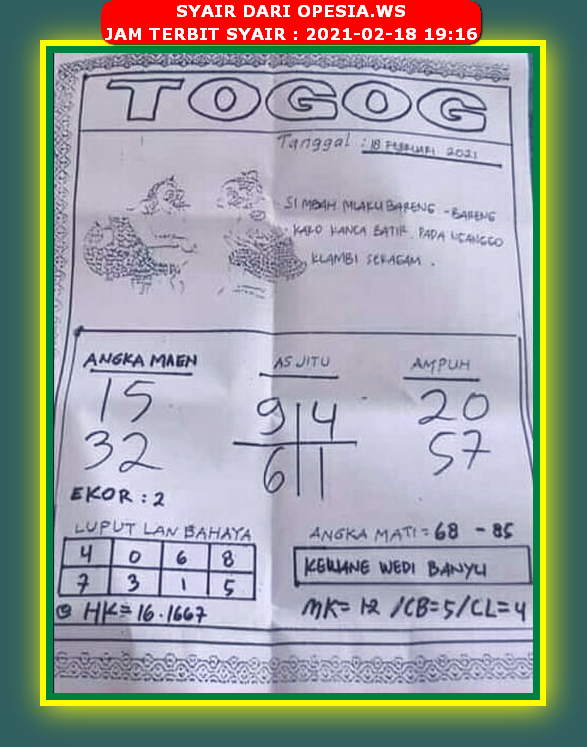 SYAIR DARI OPESIA.WS
JAM TERBIT SYAIR : 2021-02-18 19:16
TOGOG
Tanggal : 18 FEBRUARI 2021
SI MBAH MLAKU BARENG - BARENG
KARO KANCA BATIR. PADA NGANGGO
KLAMBI SERAGAM .
ANGKA MAEN
15
32
EKOR : 2
AS JITU
9 4
6 1
AMPUH
20
57
LUPUT LAN BAHAYA
4 0 6 8
7 3 1 5
HK = 16.1667
ANGKA MATI = 68 - 85
KEWANE WEDI BANYU
MK= 12 /CB=5/CL=4